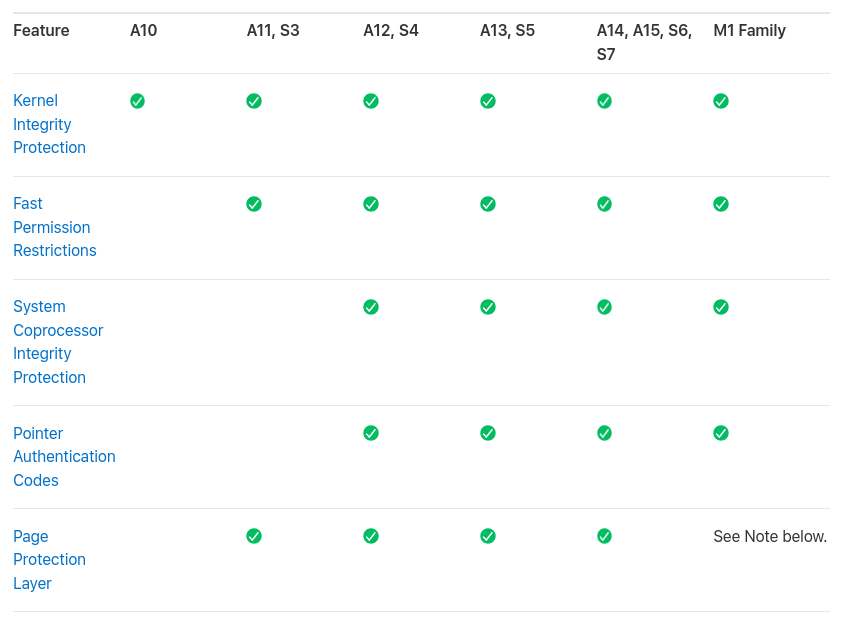 Feature A10 A11, S3 A12, S4 A13, S5 A14, A15, S6, M1 Family
S7
Kernel
Integrity
Protection
Fast
Permission
Restrictions
System
Coprocessor
Integrity
Protection
Pointer
Authentication
Codes
Page See Note below.
Protection
Layer